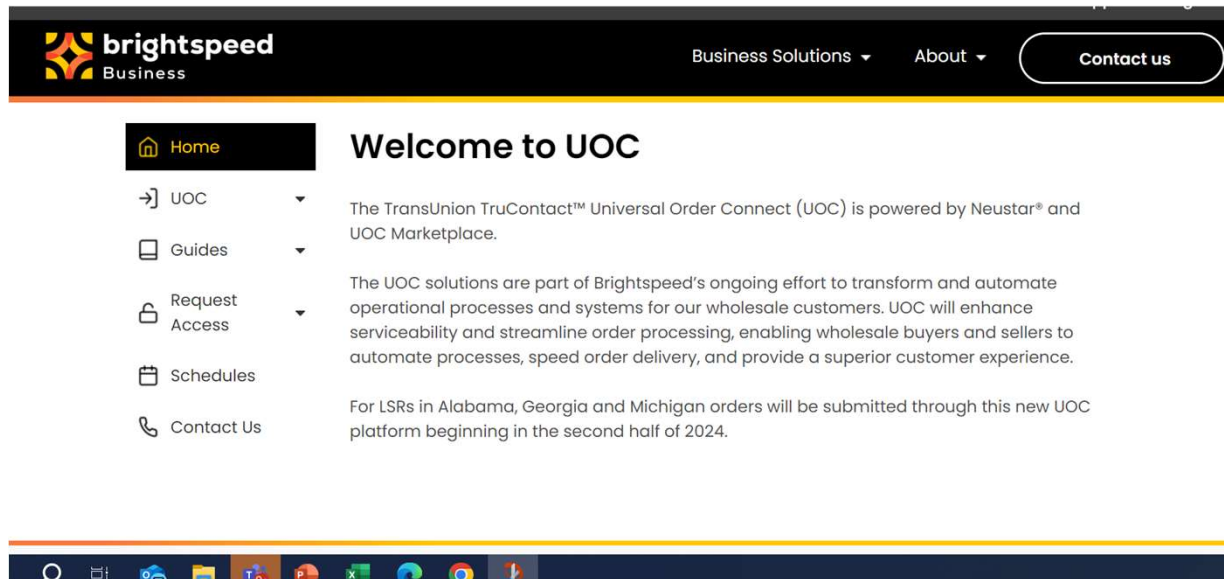 brightspeed
Business
Business Solutions
About
Contact us
Home
UOC
Guides
Request
Access
Schedules
Contact Us
Welcome to UOC
The TransUnion TruContact™ Universal Order Connect (UOC) is powered by Neustar® and
UOC Marketplace.
The UOC solutions are part of Brightspeed's ongoing effort to transform and automate
operational processes and systems for our wholesale customers. UOC will enhance
serviceability and streamline order processing, enabling wholesale buyers and sellers to
automate processes, speed order delivery, and provide a superior customer experience.
For LSRs in Alabama, Georgia and Michigan orders will be submitted through this new UOC
platform beginning in the second half of 2024.